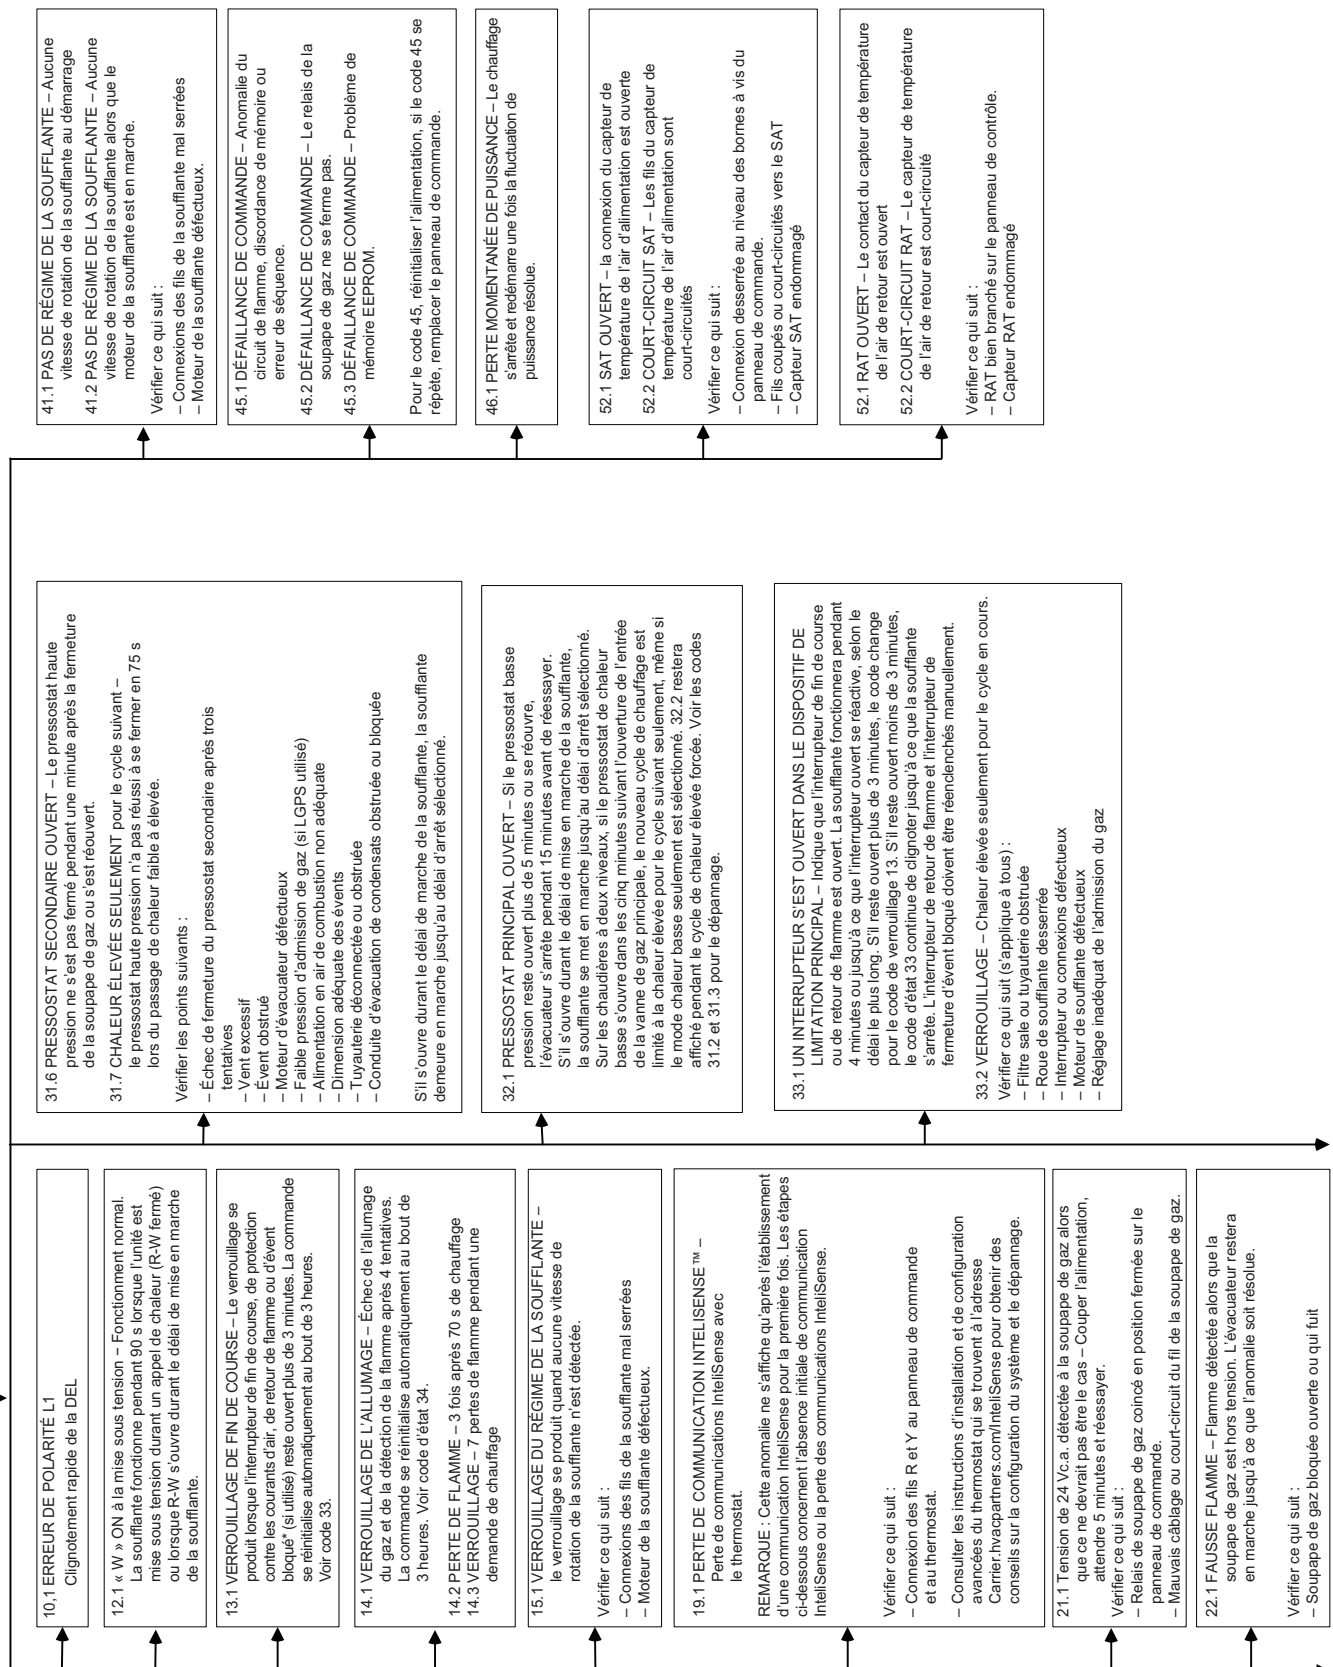 10,1 ERREUR DE POLARITÉ L1
Clignotement rapide de la DEL
12.1 « W » ON à la mise sous tension – Fonctionnement normal.
La soufflante fonctionne pendant 90 s lorsque l'unité est
mise sous tension durant un appel de chaleur (R-W fermé)
ou lorsque R-W s'ouvre durant le délai de mise en marche
de la soufflante.
13.1 VERROUILLAGE DE FIN DE COURSE – Le verrouillage se
produit lorsque l'interrupteur de fin de course, de protection
contre les courants d'air, de retour de flamme ou d'évent
bloqué* (si utilisé) reste ouvert plus de 3 minutes. La commande
se réinitialise automatiquement au bout de 3 heures.
Voir code 33.
14.1 VERROUILLAGE DE L'ALLUMAGE – Échec de l'allumage
du gaz et de la détection de la flamme après 4 tentatives.
La commande se réinitialise automatiquement au bout de
3 heures. Voir code d'état 34.
14.2 PERTE DE FLAMME – 3 fois après 70 s de chauffage
14.3 VERROUILLAGE – 7 pertes de flamme pendant une
demande de chauffage
15.1 VERROUILLAGE DU RÉGIME DE LA SOUFFLANTE –
le verrouillage se produit quand aucune vitesse de
rotation de la soufflante n'est détectée.
Vérifier ce qui suit :
– Connexions des fils de la soufflante mal serrées
– Moteur de la soufflante défectueux.
19.1 PERTE DE COMMUNICATION INTELISENSE™ –
Perte de communications InteliSense avec
le thermostat.
REMARQUE : Cette anomalie ne s'affiche qu'après l'établissement
d'une communication InteliSense pour la première fois. Les étapes
ci-dessous concernent l'absence initiale de communication
InteliSense ou la perte des communications InteliSense.
Vérifier ce qui suit :
– Connexion des fils R et Y au panneau de commande
et au thermostat.
– Consulter les instructions d'installation et de configuration
avancées du thermostat qui se trouvent à l'adresse
Carrier.hvacpartners.com/InteliSense pour obtenir des
conseils sur la configuration du système et le dépannage.
21.1 Tension de 24 Vc.a. détectée à la soupape de gaz alors
que ce ne devrait pas être le cas – Couper l'alimentation,
attendre 5 minutes et réessayer.
Vérifier ce qui suit :
– Relais de soupape de gaz coincé en position fermée sur le
panneau de commande.
– Mauvais câblage ou court-circuit du fil de la soupape de gaz.
22.1 FAUSSE FLAMME – Flamme détectée alors que la
soupape de gaz est hors tension. L'évacuateur restera
en marche jusqu'à ce que l'anomalie soit résolue.
Vérifier ce qui suit :
– Soupape de gaz bloquée ouverte ou qui fuit
31.6 PRESSOSTAT SECONDAIRE OUVERT – Le pressostat haute
pression ne s'est pas fermé pendant une minute après la fermeture
de la soupape de gaz ou s'est réouvert.
31.7 CHALEUR ÉLEVÉE SEULEMENT pour le cycle suivant –
le pressostat haute pression n'a pas réussi à se fermer en 75 s
lors du passage de chaleur faible à élevée.
Vérifier les points suivants :
– Échec de fermeture du pressostat secondaire après trois
tentatives
– Vent excessif
– Évent obstrué
– Moteur d'évacuateur défectueux
– Faible pression d'admission de gaz (si LGPS utilisé)
– Alimentation en air de combustion non adéquate
– Dimension adéquate des évents
– Tuyauterie déconnectée ou obstruée
– Conduite d'évacuation de condensats obstruée ou bloquée
S'il s'ouvre durant le délai de marche de la soufflante, la soufflante
demeure en marche jusqu'au délai d'arrêt sélectionné.
32.1 PRESSOSTAT PRINCIPAL OUVERT – Si le pressostat basse
pression reste ouvert plus de 5 minutes ou se réouvre,
l'évacuateur s'arrête pendant 15 minutes avant de réessayer.
S'il s'ouvre durant le délai de mise en marche de la soufflante,
la soufflante se met en marche jusqu'au délai d'arrêt sélectionné.
Sur les chaudières à deux niveaux, si le pressostat de chaleur
basse s'ouvre dans les cinq minutes suivant l'ouverture de l'entrée
de la vanne de gaz principale, le nouveau cycle de chauffage est
limité à la chaleur élevée pour le cycle suivant seulement, même si
le mode chaleur basse seulement est sélectionné. 32.2 restera
affiché pendant le cycle de chaleur élevée forcée. Voir les codes
31.2 et 31.3 pour le dépannage.
33.1 UN INTERRUPTEUR S'EST OUVERT DANS LE DISPOSITIF DE
LIMITATION PRINCIPAL – Indique que l'interrupteur de fin de course
ou de retour de flamme est ouvert. La soufflante fonctionnera pendant
4 minutes ou jusqu'à ce que l'interrupteur ouvert se réactive, selon le
délai le plus long. S'il reste ouvert plus de 3 minutes, le code change
pour le code de verrouillage 13. S'il reste ouvert moins de 3 minutes,
le code d'état 33 continue de clignoter jusqu'à ce que la soufflante
s'arrête. L'interrupteur de retour de flamme et l'interrupteur de
fermeture d'évent bloqué doivent être réenclenchés manuellement.
33.2 VERROUILLAGE – Chaleur élevée seulement pour le cycle en cours.
Vérifier ce qui suit (s'applique à tous) :
– Filtre sale ou tuyauterie obstruée
– Roue de soufflante desserrée
– Interrupteur ou connexions défectueux
– Moteur de soufflante défectueux
– Réglage inadéquat de l'admission du gaz
41.1 PAS DE RÉGIME DE LA SOUFFLANTE – Aucune
vitesse de rotation de la soufflante au démarrage
41.2 PAS DE RÉGIME DE LA SOUFFLANTE – Aucune
vitesse de rotation de la soufflante alors que le
moteur de la soufflante est en marche.
Vérifier ce qui suit :
– Connexions des fils de la soufflante mal serrées
– Moteur de la soufflante défectueux.
45.1 DÉFAILLANCE DE COMMANDE – Anomalie du
circuit de flamme, discordance de mémoire ou
erreur de séquence.
45.2 DÉFAILLANCE DE COMMANDE – Le relais de la
soupape de gaz ne se ferme pas.
45.3 DÉFAILLANCE DE COMMANDE – Problème de
mémoire EEPROM.
Pour le code 45, réinitialiser l'alimentation, si le code 45 se
répète, remplacer le panneau de commande.
46.1 PERTE MOMENTANÉE DE PUISSANCE – Le chauffage
s'arrête et redémarre une fois la fluctuation de
puissance résolue.
52.1 SAT OUVERT – la connexion du capteur de
température de l'air d'alimentation est ouverte
52.2 COURT-CIRCUIT SAT – Les fils du capteur de
température de l'air d'alimentation sont
court-circuités
Vérifier ce qui suit :
– Connexion desserrée au niveau des bornes à vis du
panneau de commande.
– Fils coupés ou court-circuités vers le SAT
– Capteur SAT endommagé
52.1 RAT OUVERT – Le contact du capteur de température
de l'air de retour est ouvert
52.2 COURT-CIRCUIT RAT – Le capteur de température
de l'air de retour est court-circuité
Vérifier ce qui suit :
– RAT bien branché sur le panneau de contrôle.
– Capteur RAT endommagé